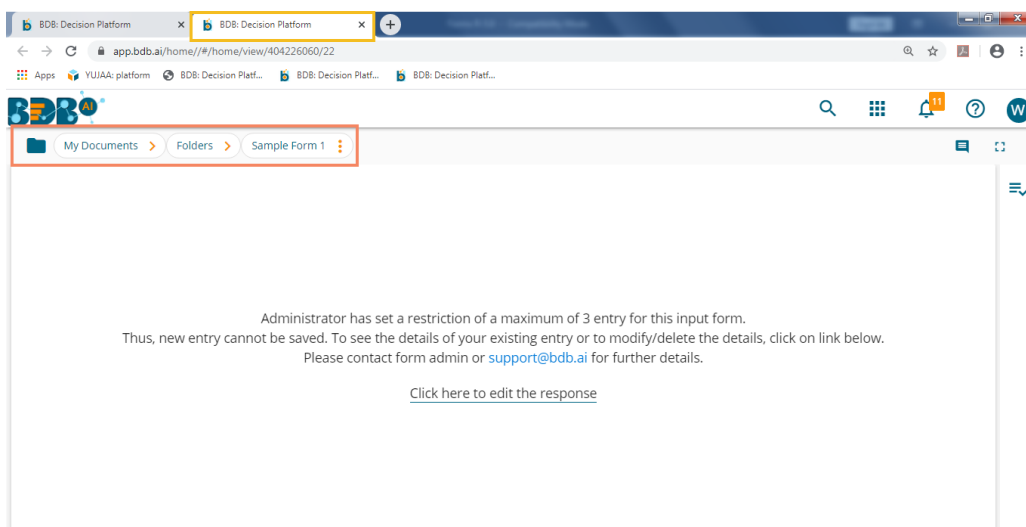 BDB: Decision Platform
BDB: Decision Platform
app.bdb.ai/home//#/home/view/404226060/22
Apps YUJAA: platform BDB: Decision Platf... BDB: Decision Platf... BDB: Decision Platf...
BDB AI
11
W
My Documents > Folders > Sample Form 1
Administrator has set a restriction of a maximum of 3 entry for this input form.
Thus, new entry cannot be saved. To see the details of your existing entry or to modify/delete the details, click on link below.
Please contact form admin or support@bdb.ai for further details.
Click here to edit the response